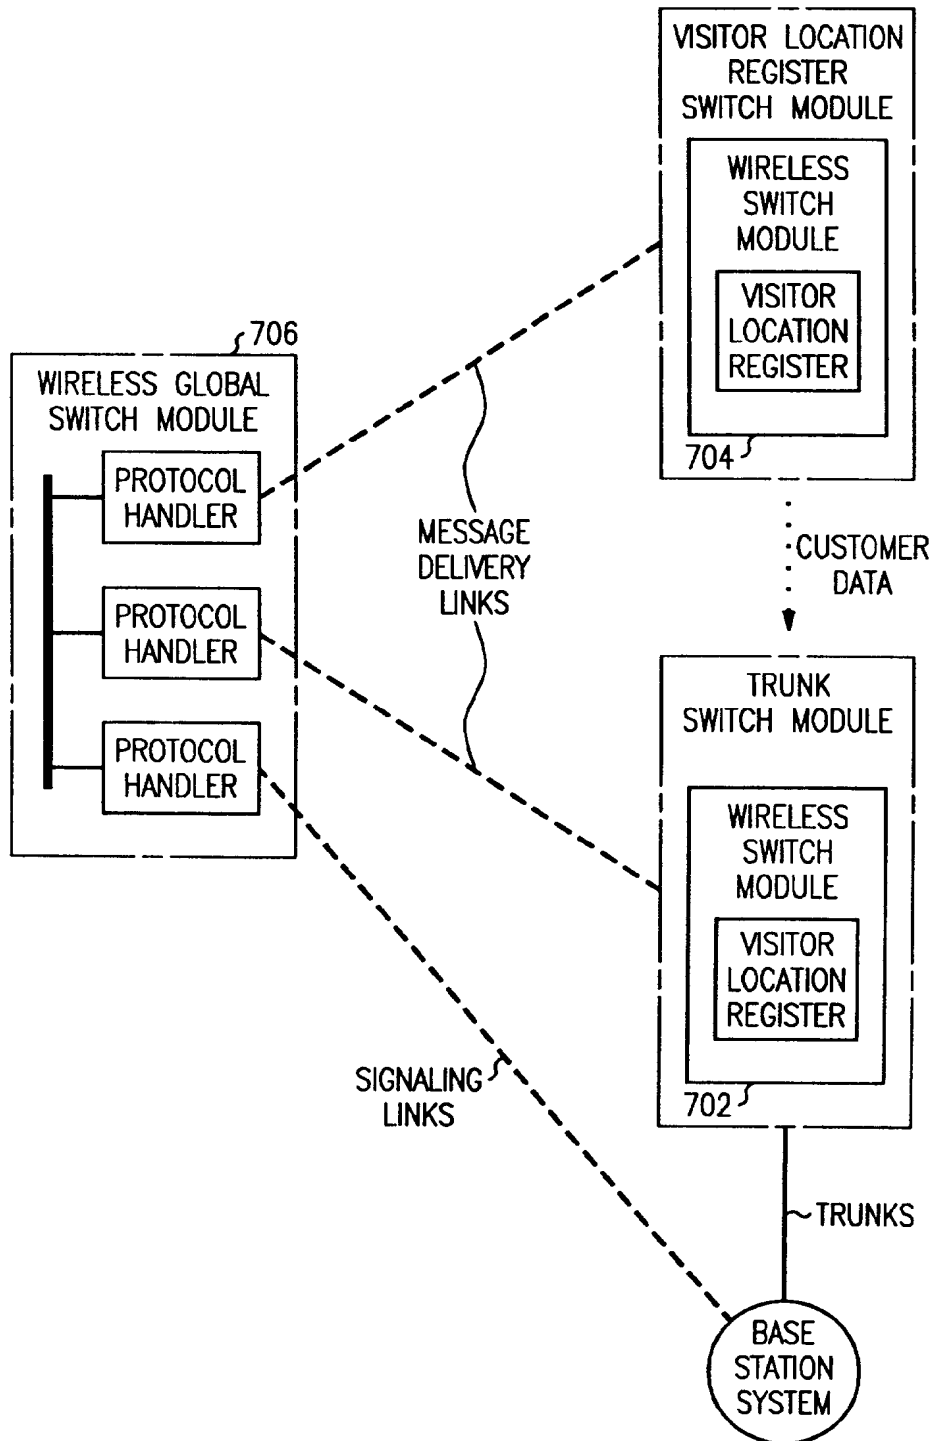 VISITOR LOCATION
REGISTER
SWITCH MODULE
WIRELESS
SWITCH
MODULE
VISITOR
LOCATION
REGISTER
704
706
WIRELESS GLOBAL
SWITCH MODULE
PROTOCOL
HANDLER
PROTOCOL
HANDLER
PROTOCOL
HANDLER
MESSAGE
DELIVERY
LINKS
CUSTOMER
DATA
TRUNK
SWITCH MODULE
WIRELESS
SWITCH
MODULE
VISITOR
LOCATION
REGISTER
702
SIGNALING
LINKS
TRUNKS
BASE
STATION
SYSTEM